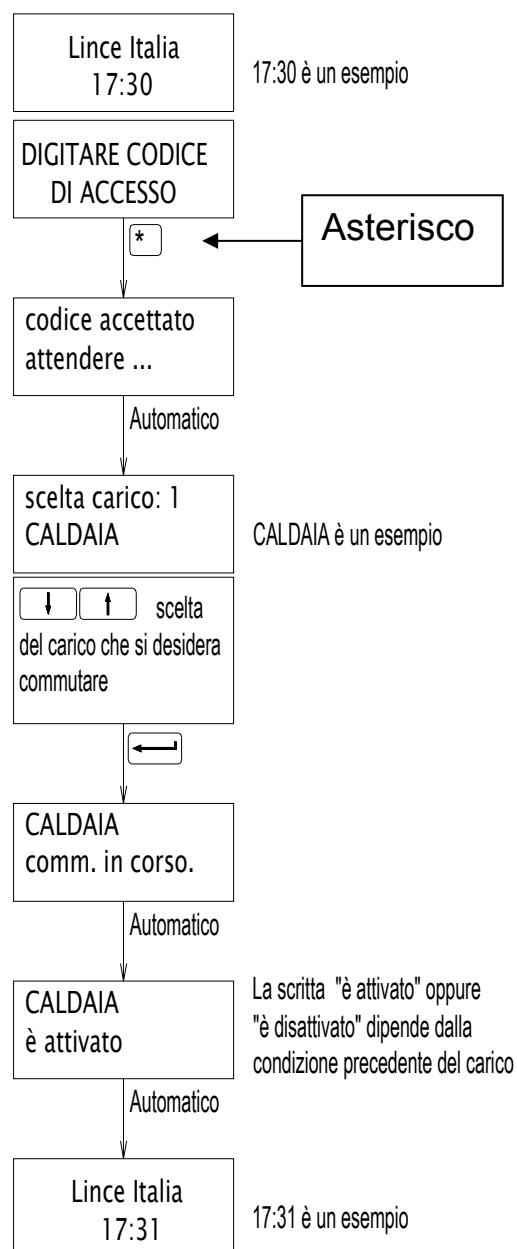 Lince Italia
17:30
17:30 è un esempio
DIGITARE CODICE
DI ACCESSO
*
Asterisco
codice accettato
attendere ...
Automatico
scelta carico: 1
CALDAIA
CALDAIA è un esempio
scelta
del carico che si desidera
commutare
CALDAIA
comm. in corso.
Automatico
CALDAIA
è attivato
La scritta "è attivato" oppure
"è disattivato" dipende dalla
condizione precedente del carico
Automatico
Lince Italia
17:31
17:31 è un esempio